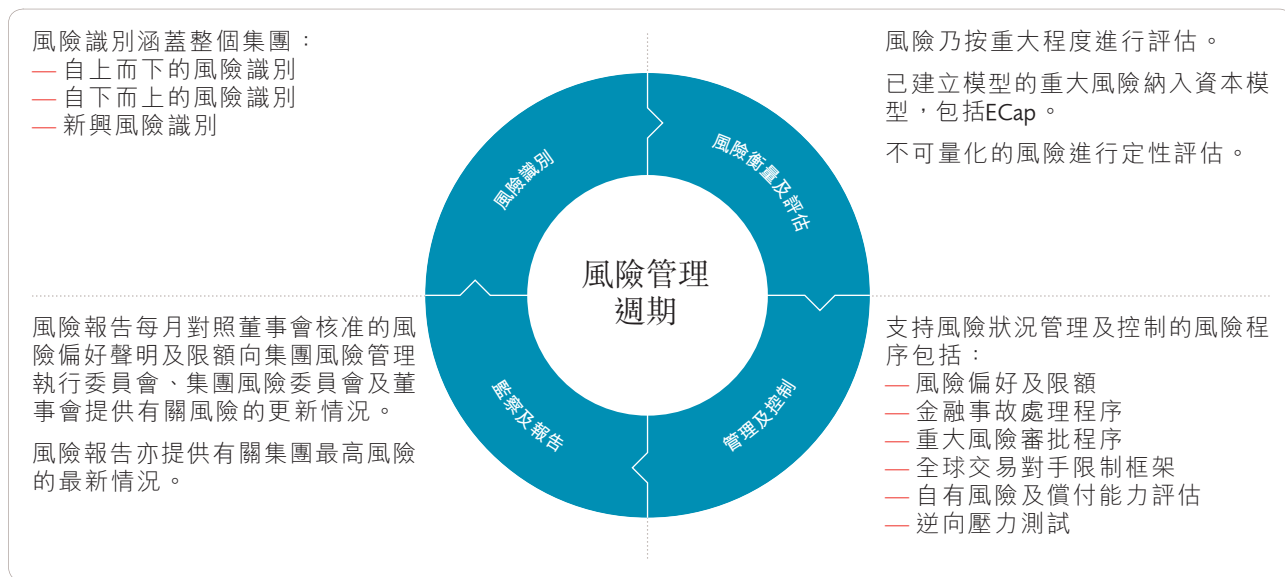 風險識別涵蓋整個集團：
— 自上而下的風險識別
— 自下而上的風險識別
— 新興風險識別
風險乃按重大程度進行評估。
已建立模型的重大風險納入資本模
型，包括ECap。
不可量化的風險進行定性評估。
風險識別
風險衡量及評估
風險管理
週期
監察及報告
管理及控制
風險報告每月對照董事會核准的風
險偏好聲明及限額向集團風險管理
執行委員會、集團風險委員會及董
事會提供有關風險的更新情況。
風險報告亦提供有關集團最高風險
的最新情況。
支持風險狀況管理及控制的風險程
序包括：
— 風險偏好及限額
— 金融事故處理程序
— 重大風險審批程序
— 全球交易對手限制框架
— 自有風險及償付能力評估
— 逆向壓力測試